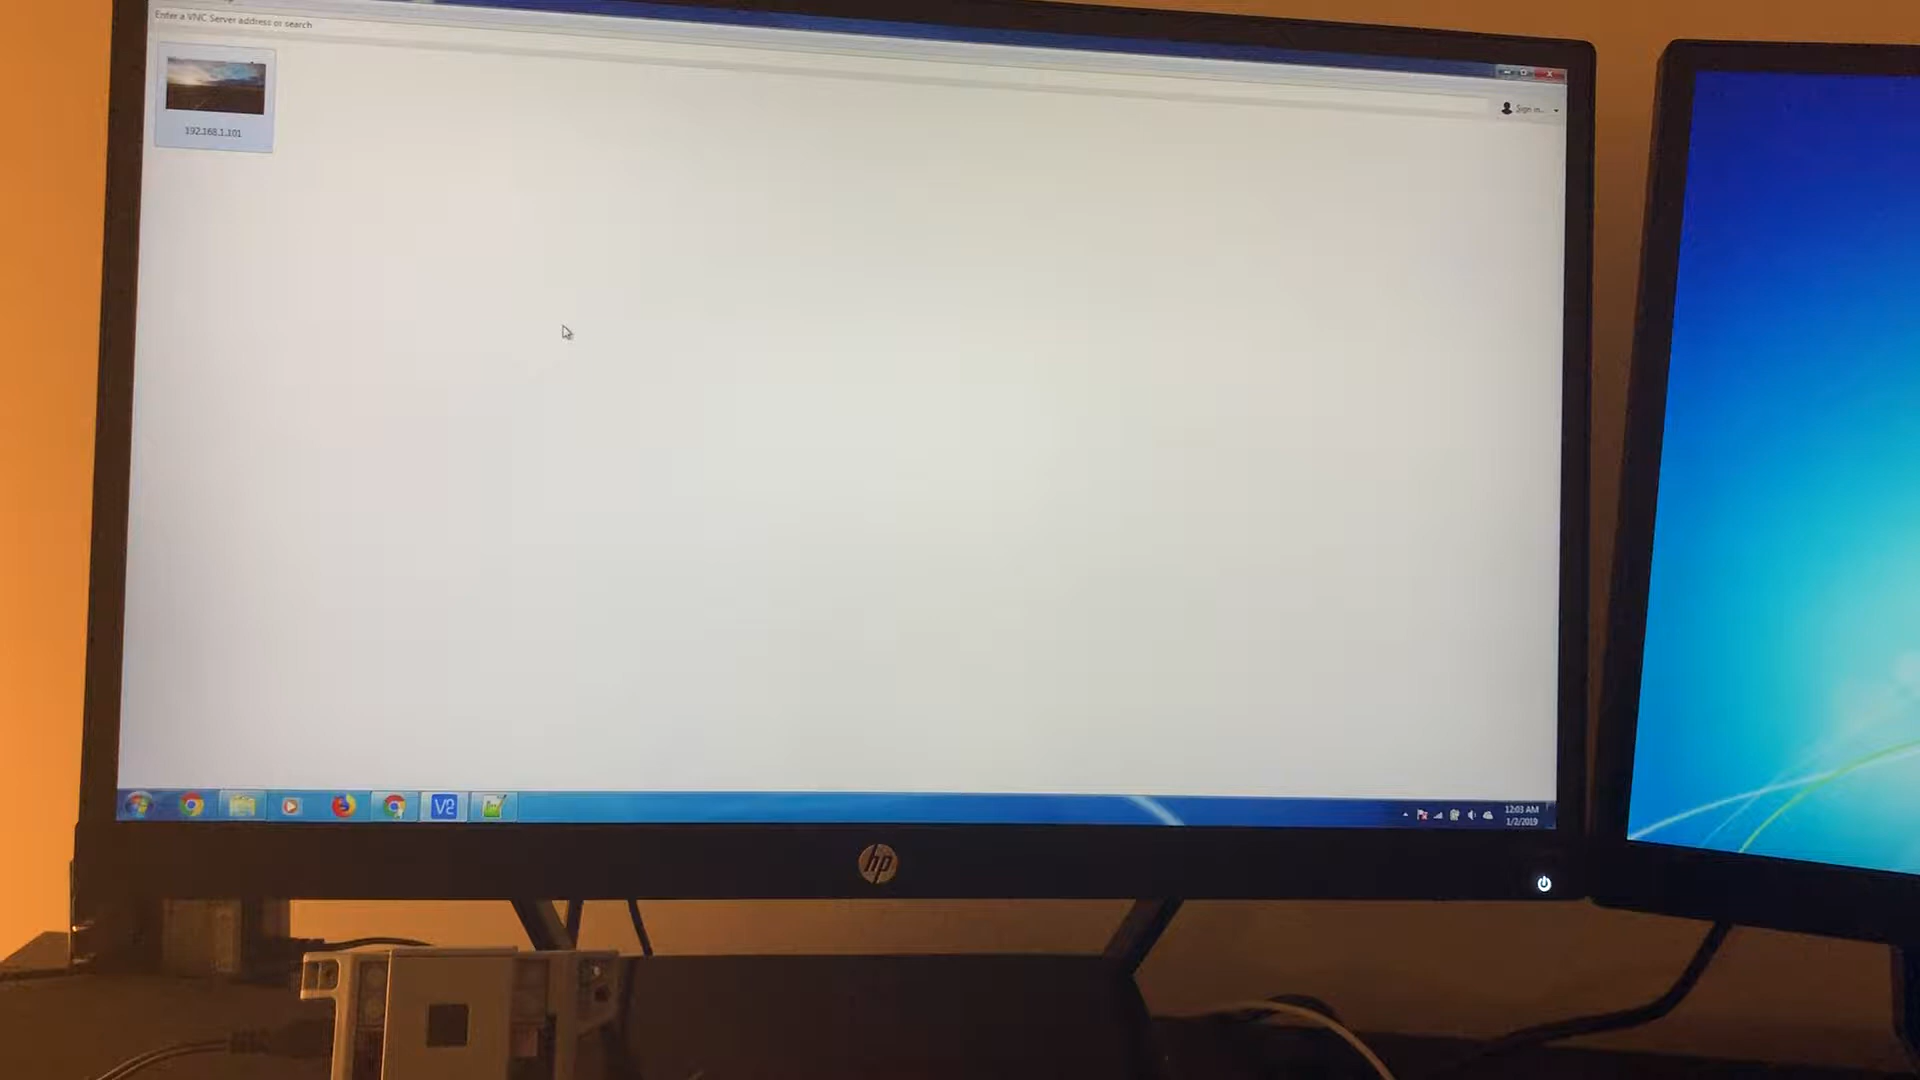 Enter a VNC Server address or search
Sign in...
192.168.1.101
V2
12:03 AM
1/2/2019
hp